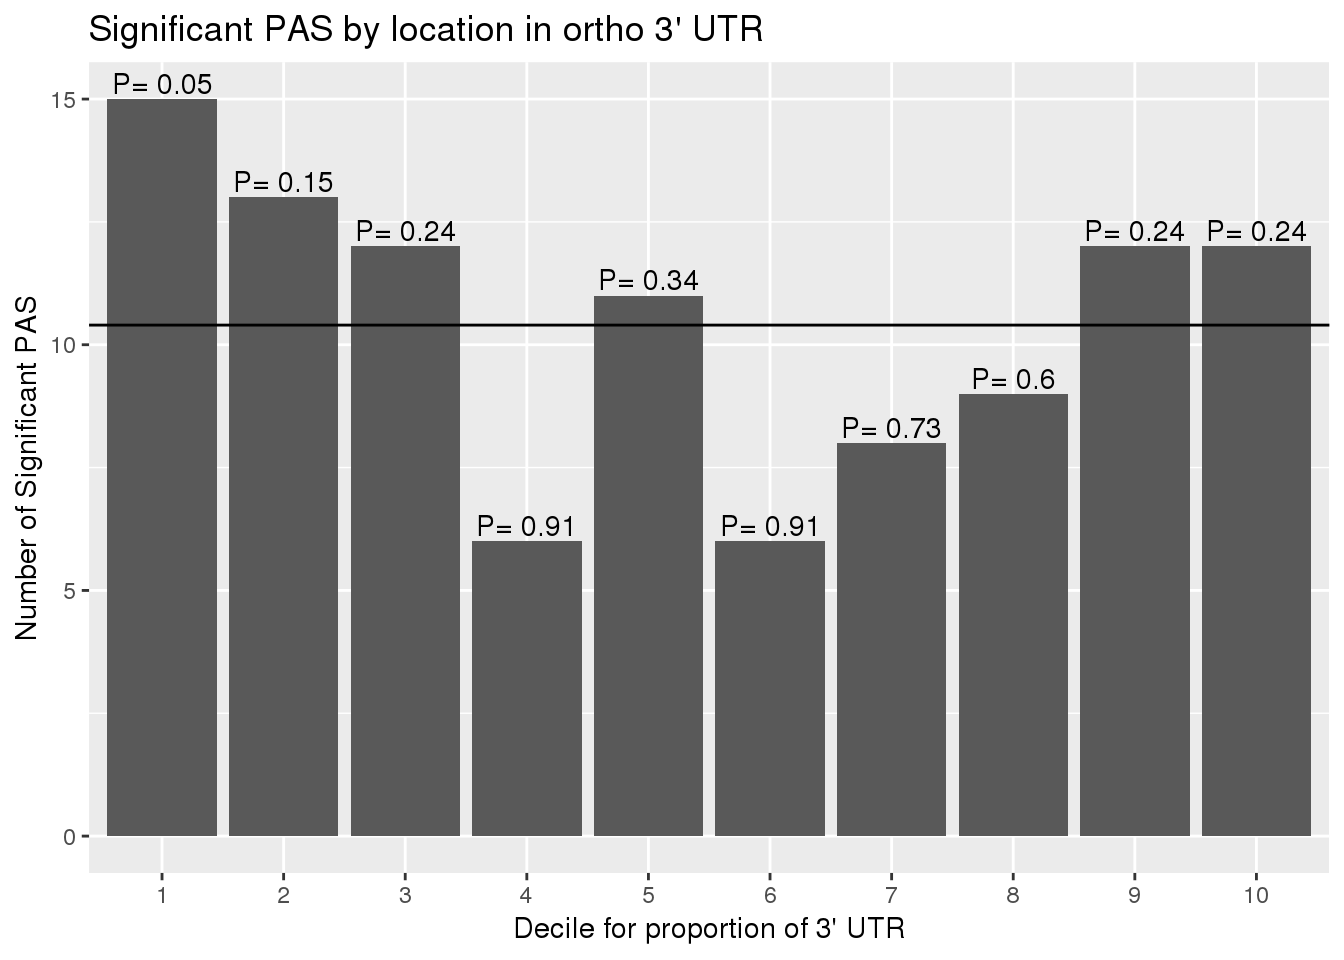 Significant PAS by location in ortho 3' UTR
Number of Significant PAS
15
10
5
0
P= 0.05
P= 0.15
P= 0.24
P= 0.91
P= 0.34
P= 0.91
P= 0.73
P= 0.6
P= 0.24
P= 0.24
1 2 3 4 5 6 7 8 9 10
Decile for proportion of 3' UTR